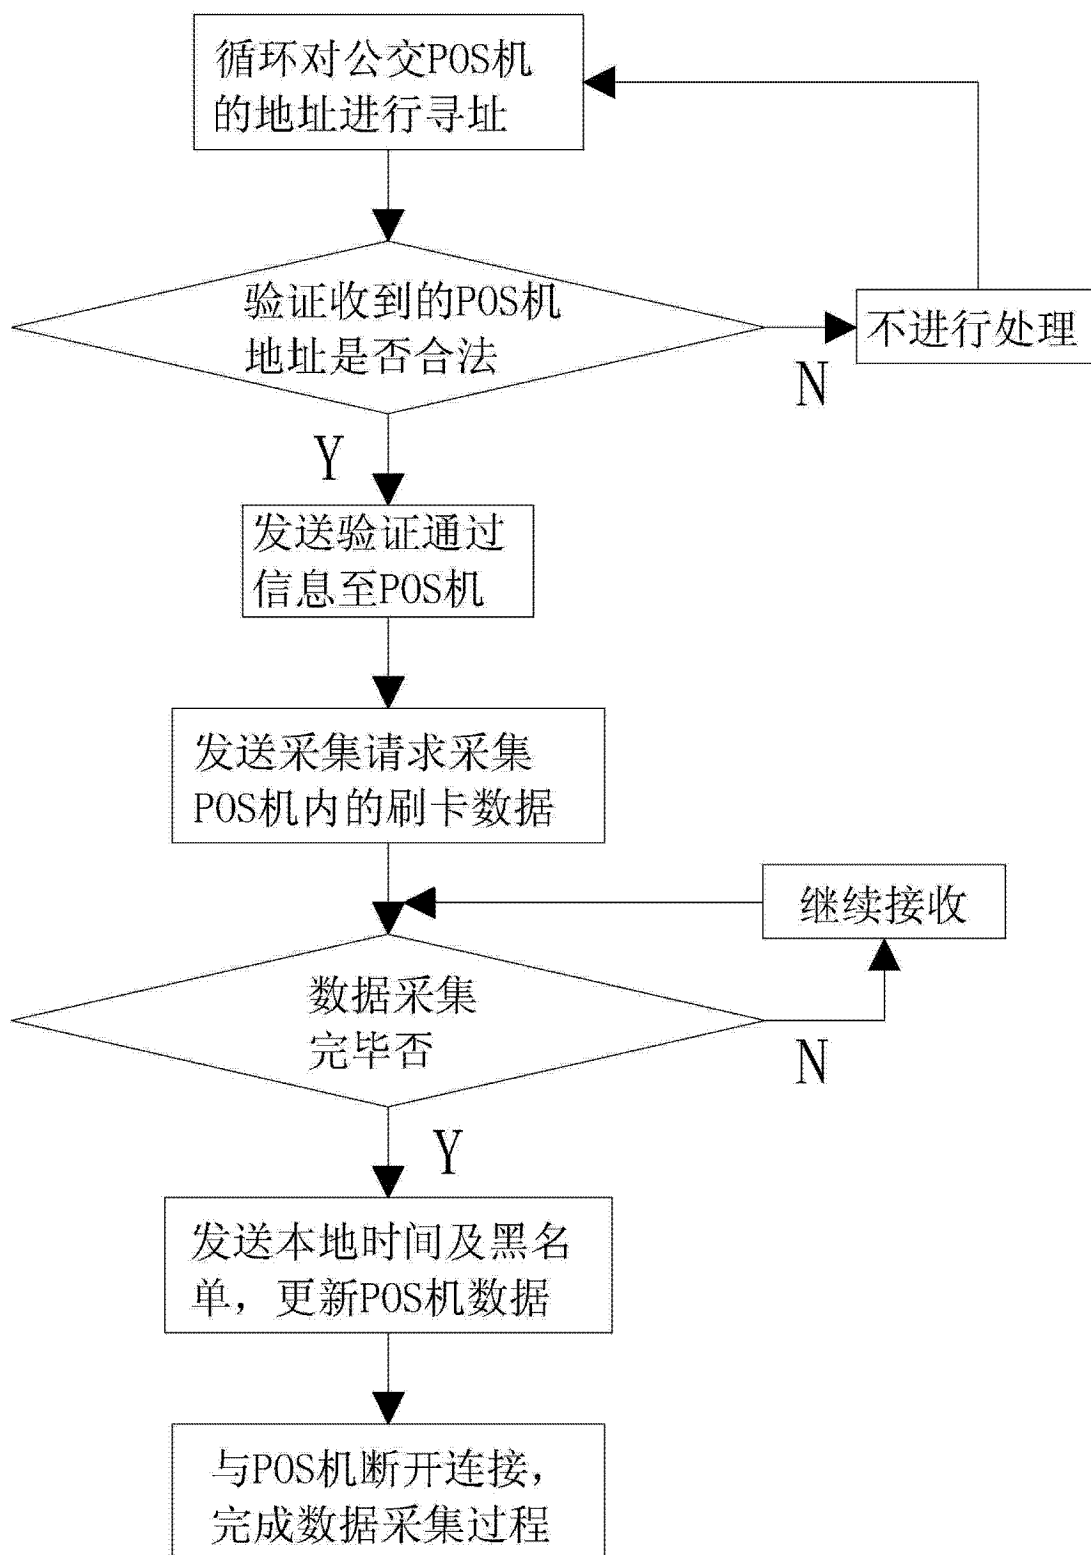 循环对公交POS机
的地址进行寻址
验证收到的POS机
地址是否合法
不进行处理
N
Y
发送验证通过
信息至POS机
发送采集请求采集
POS机内的刷卡数据
继续接收
数据采集
完毕否
N
Y
发送本地时间及黑名
单，更新POS机数据
与POS机断开连接，
完成数据采集过程